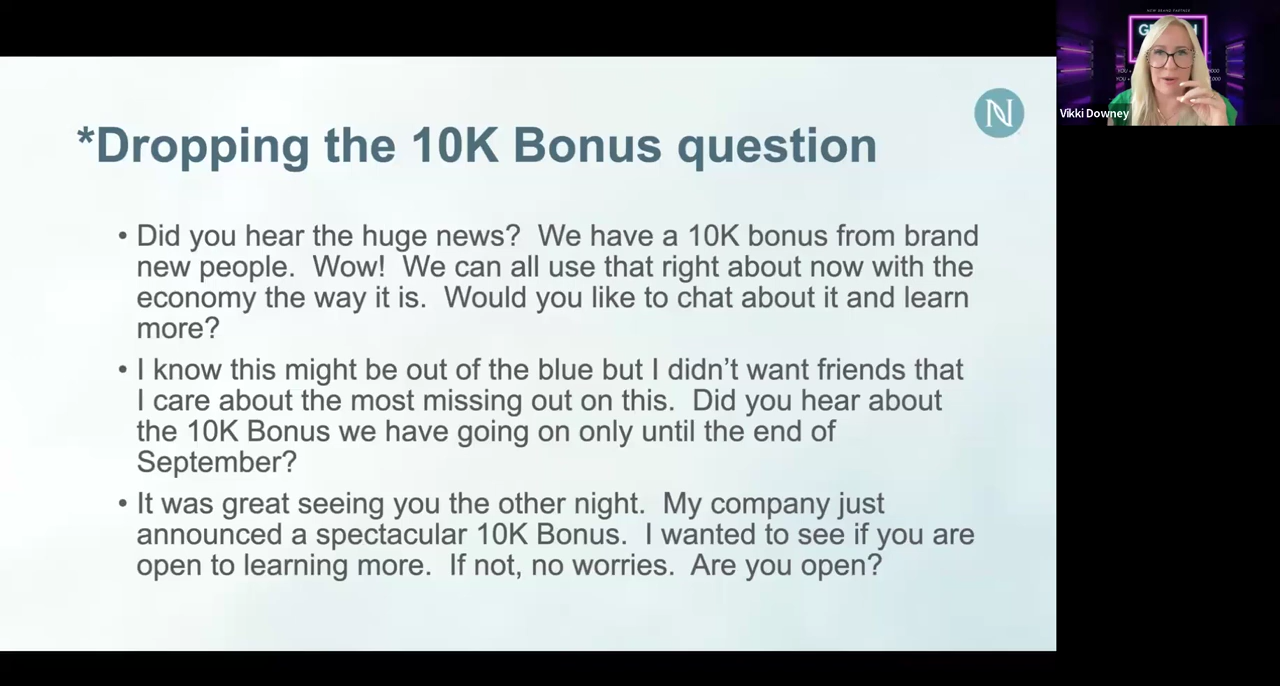 *Dropping the 10K Bonus question
• Did you hear the huge news?  We have a 10K bonus from brand
new people.  Wow!  We can all use that right about now with the
economy the way it is.  Would you like to chat about it and learn
more?
• I know this might be out of the blue but I didn’t want friends that
I care about the most missing out on this.  Did you hear about
the 10K Bonus we have going on only until the end of
September?
• It was great seeing you the other night.  My company just
announced a spectacular 10K Bonus.  I wanted to see if you are
open to learning more.  If not, no worries.  Are you open?
N
NEW BRAND PARTNER
Vikki Downey